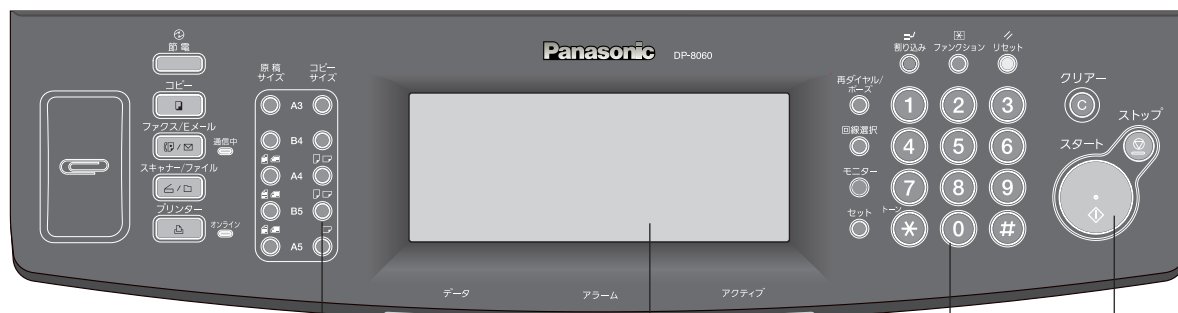 Panasonic DP-8060
節電
コピー
ファクス/Eメール
通信中
スキャナー/ファイル
プリンター
オンライン
原稿
サイズ
コピー
サイズ
A3
B4
A4
B5
A5
データ
アラーム
アクティブ
割り込み
ファンクション
リセット
再ダイヤル/
ポーズ
回線選択
モニター
セット
トーン
1 2 3
4 5 6
7 8 9
* 0 #
クリアー
C
ストップ
スタート